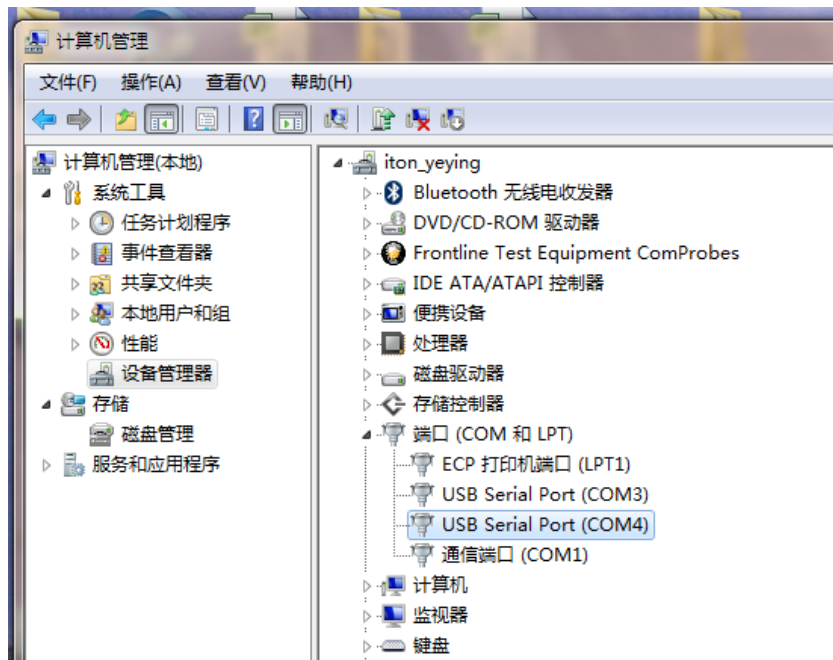 计算机管理
文件(F) 操作(A) 查看(V) 帮助(H)
计算机管理(本地)
系统工具
任务计划程序
事件查看器
共享文件夹
本地用户和组
性能
设备管理器
存储
磁盘管理
服务和应用程序
iton_yeying
Bluetooth 无线电收发器
DVD/CD-ROM 驱动器
Frontline Test Equipment ComProbes
IDE ATA/ATAPI 控制器
便携设备
处理器
磁盘驱动器
存储控制器
端口 (COM 和 LPT)
ECP 打印机端口 (LPT1)
USB Serial Port (COM3)
USB Serial Port (COM4)
通信端口 (COM1)
计算机
监视器
键盘